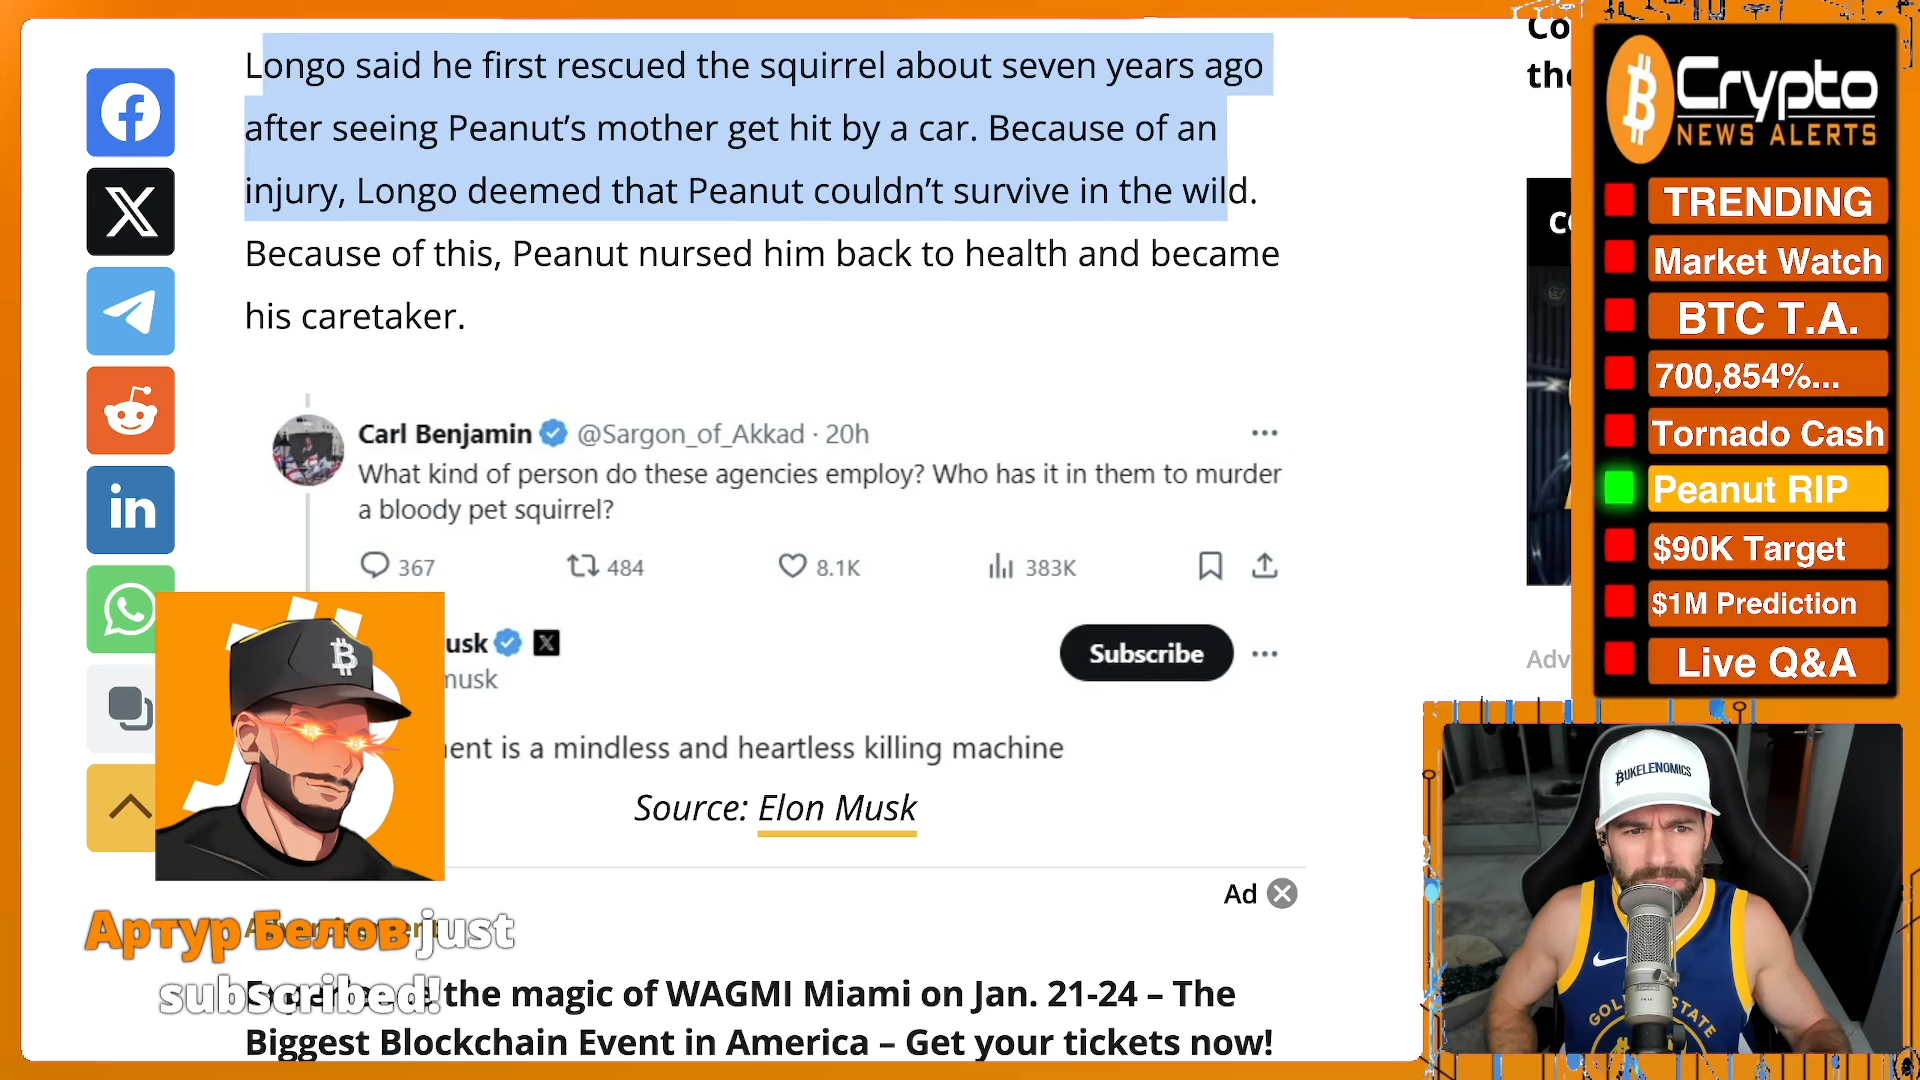 Longo said he first rescued the squirrel about seven years ago
after seeing Peanut’s mother get hit by a car. Because of an
injury, Longo deemed that Peanut couldn’t survive in the wild.
Because of this, Peanut nursed him back to health and became
his caretaker.
Carl Benjamin @Sargon_of_Akkad · 20h
What kind of person do these agencies employ? Who has it in them to murder
a bloody pet squirrel?
367 484 8.1K 383K
usk
musk
Subscribe
ent is a mindless and heartless killing machine
Source: Elon Musk
Ad
Артур Белов just
subscribed!
the magic of WAGMI Miami on Jan. 21-24 – The
Biggest Blockchain Event in America – Get your tickets now!
Co
the
Adv
Crypto
NEWS ALERTS
TRENDING
Market Watch
BTC T.A.
700,854%...
Tornado Cash
Peanut RIP
$90K Target
$1M Prediction
Live Q&A
BUKELENOMICS
GOLDEN STATE